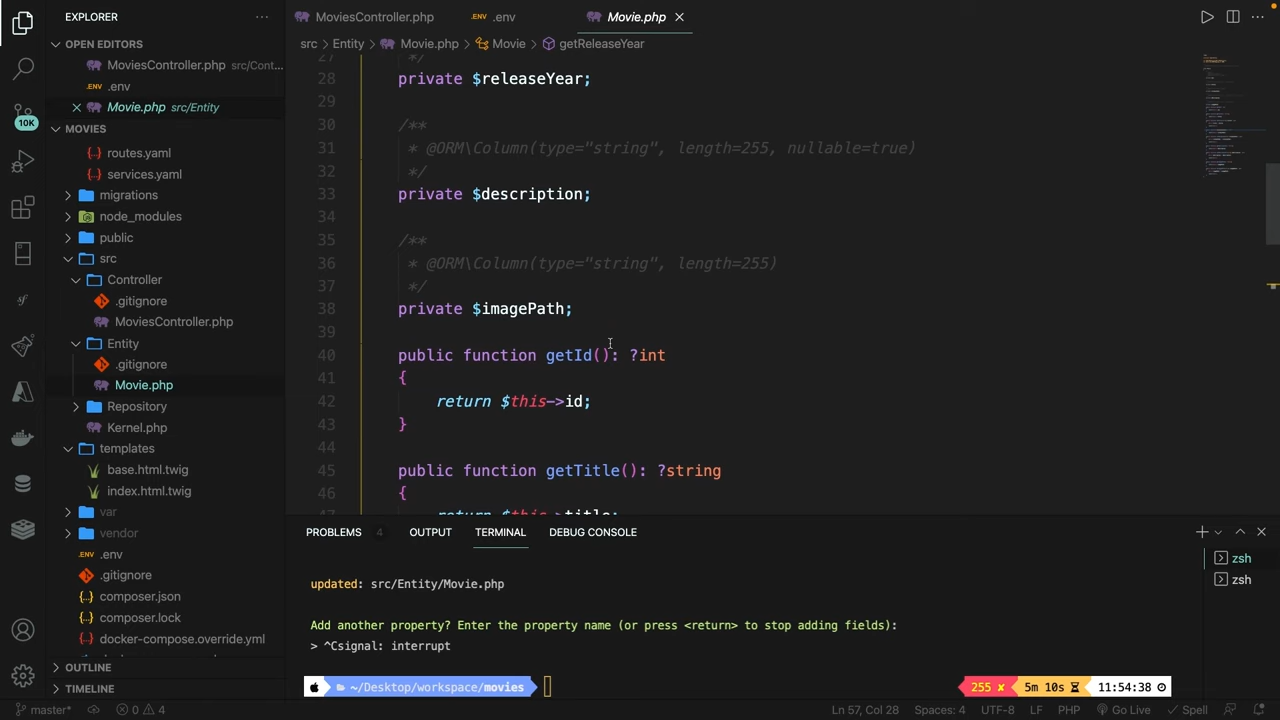 EXPLORER
OPEN EDITORS
MoviesController.php src/Cont...
.env
Movie.php src/Entity
MOVIES
routes.yaml
services.yaml
migrations
node_modules
public
src
Controller
.gitignore
MoviesController.php
Entity
.gitignore
Movie.php
Repository
Kernel.php
templates
base.html.twig
index.html.twig
var
vendor
.env
.gitignore
composer.json
composer.lock
docker-compose.override.yml
OUTLINE
TIMELINE
10K
MoviesController.php .env Movie.php
src > Entity > Movie.php > Movie > getReleaseYear
27 */
28 private $releaseYear;
29
30 /**
31 * @ORM\Column(type="string", length=255, nullable=true)
32 */
33 private $description;
34
35 /**
36 * @ORM\Column(type="string", length=255)
37 */
38 private $imagePath;
39
40 public function getId(): ?int
41 {
42 return $this->id;
43 }
44
45 public function getTitle(): ?string
46 {
47 return $this->title;
PROBLEMS 4 OUTPUT TERMINAL DEBUG CONSOLE
updated: src/Entity/Movie.php
Add another property? Enter the property name (or press <return> to stop adding fields):
> ^Csignal: interrupt
~/Desktop/workspace/movies
255 ✘ 5m 10s 11:54:38
zsh
zsh
master* 0 4 Ln 57, Col 28 Spaces: 4 UTF-8 LF PHP Go Live Spell